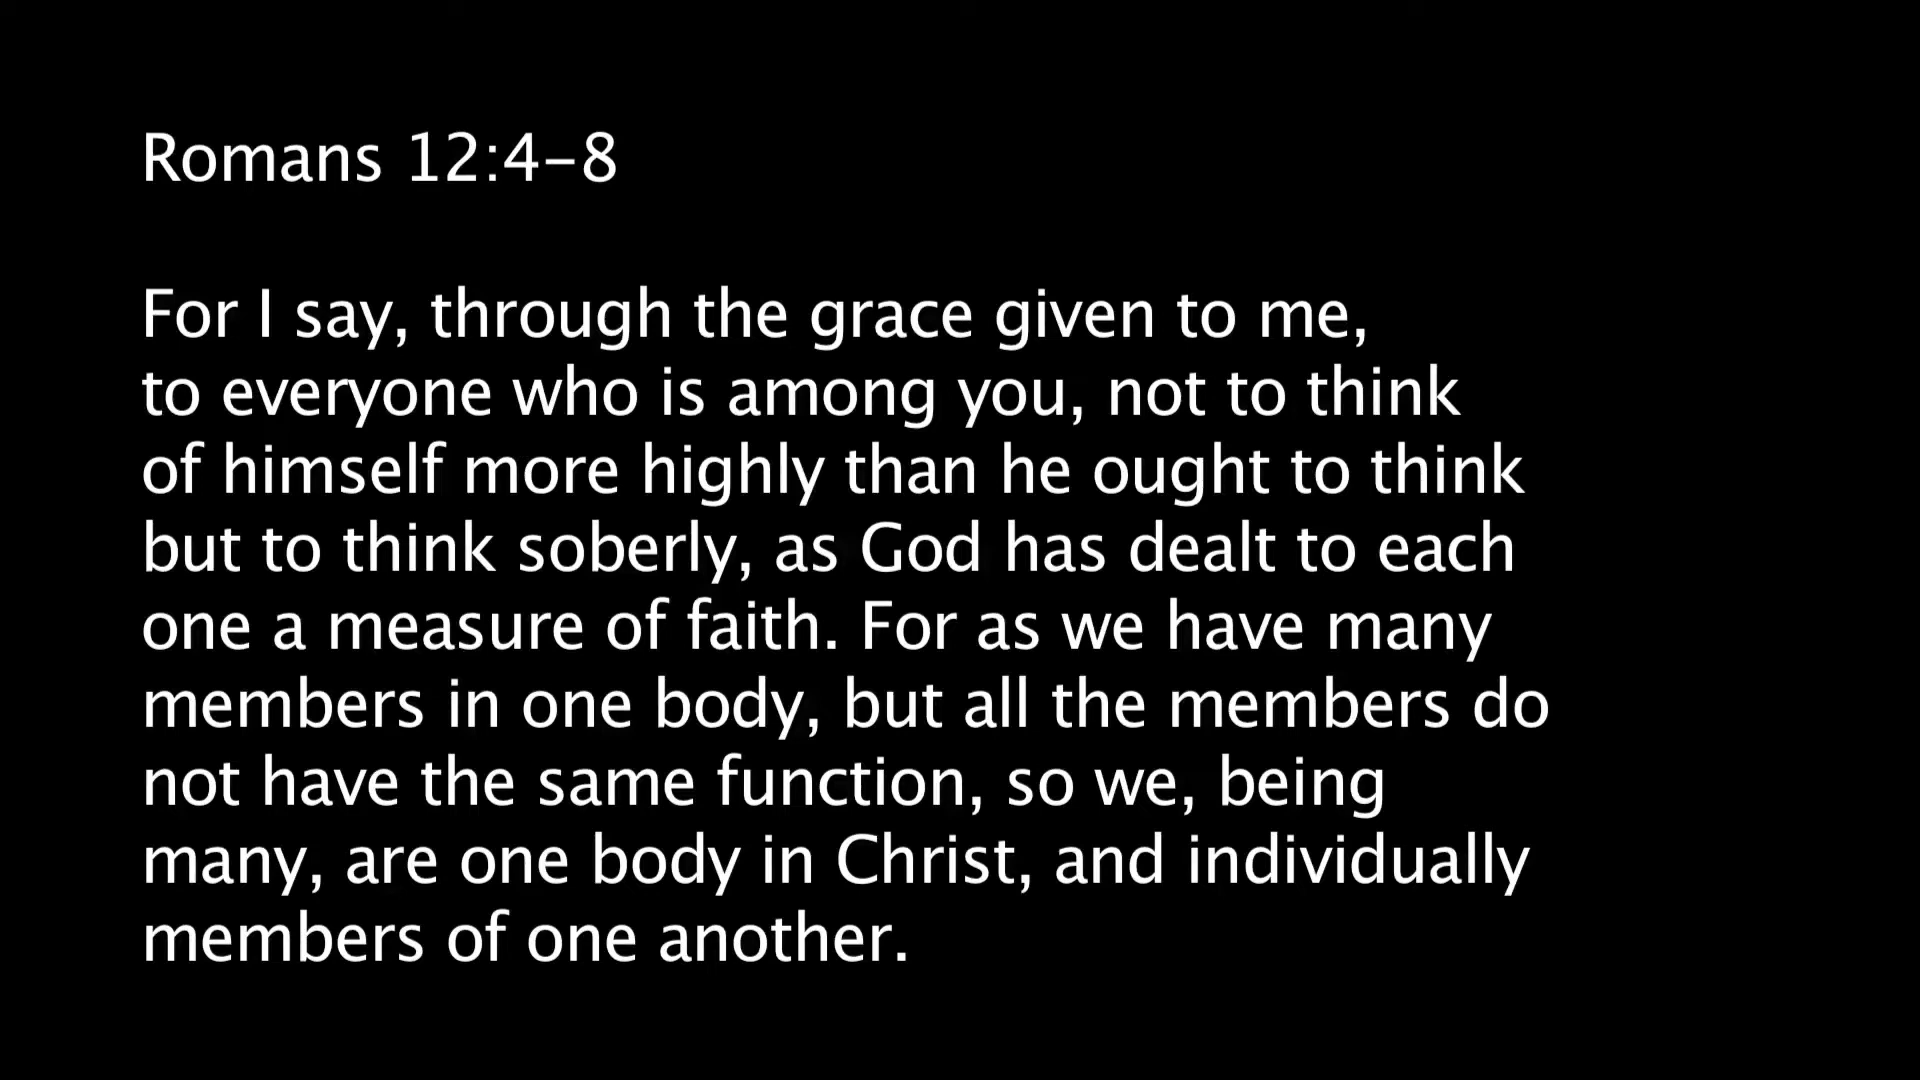 Romans 12:4–8
For I say, through the grace given to me,
to everyone who is among you, not to think
of himself more highly than he ought to think
but to think soberly, as God has dealt to each
one a measure of faith. For as we have many
members in one body, but all the members do
not have the same function, so we, being
many, are one body in Christ, and individually
members of one another.